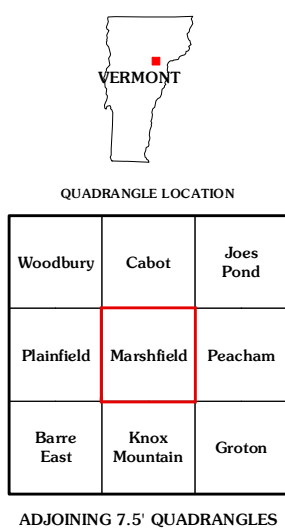 VERMONT
QUADRANGLE LOCATION
Woodbury
Cabot
Joes
Pond
Plainfield
Marshfield
Peacham
Barre
East
Knox
Mountain
Groton
ADJOINING 7.5' QUADRANGLES